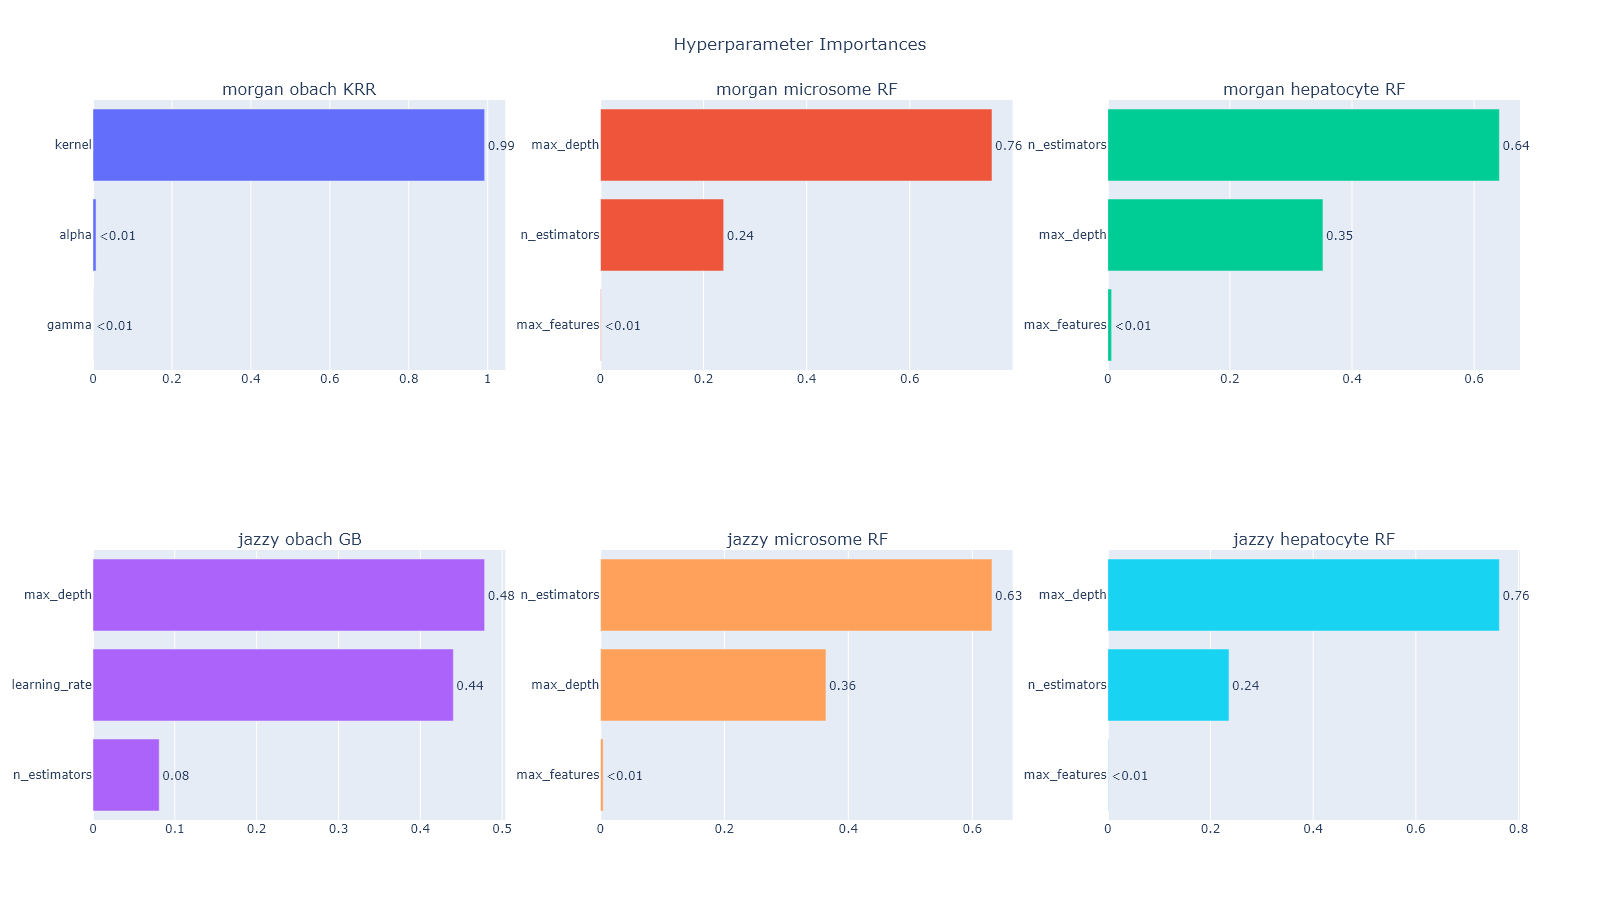 Hyperparameter Importances
morgan obach KRR
kernel
0.99
alpha
<0.01
gamma
<0.01
0 0.2 0.4 0.6 0.8 1
morgan microsome RF
max_depth
0.76
n_estimators
0.24
max_features
<0.01
0 0.2 0.4 0.6
morgan hepatocyte RF
n_estimators
0.64
max_depth
0.35
max_features
<0.01
0 0.2 0.4 0.6
jazzy obach GB
max_depth
0.48
learning_rate
0.44
n_estimators
0.08
0 0.1 0.2 0.3 0.4 0.5
jazzy microsome RF
n_estimators
0.63
max_depth
0.36
max_features
<0.01
0 0.2 0.4 0.6
jazzy hepatocyte RF
max_depth
0.76
n_estimators
0.24
max_features
<0.01
0 0.2 0.4 0.6 0.8